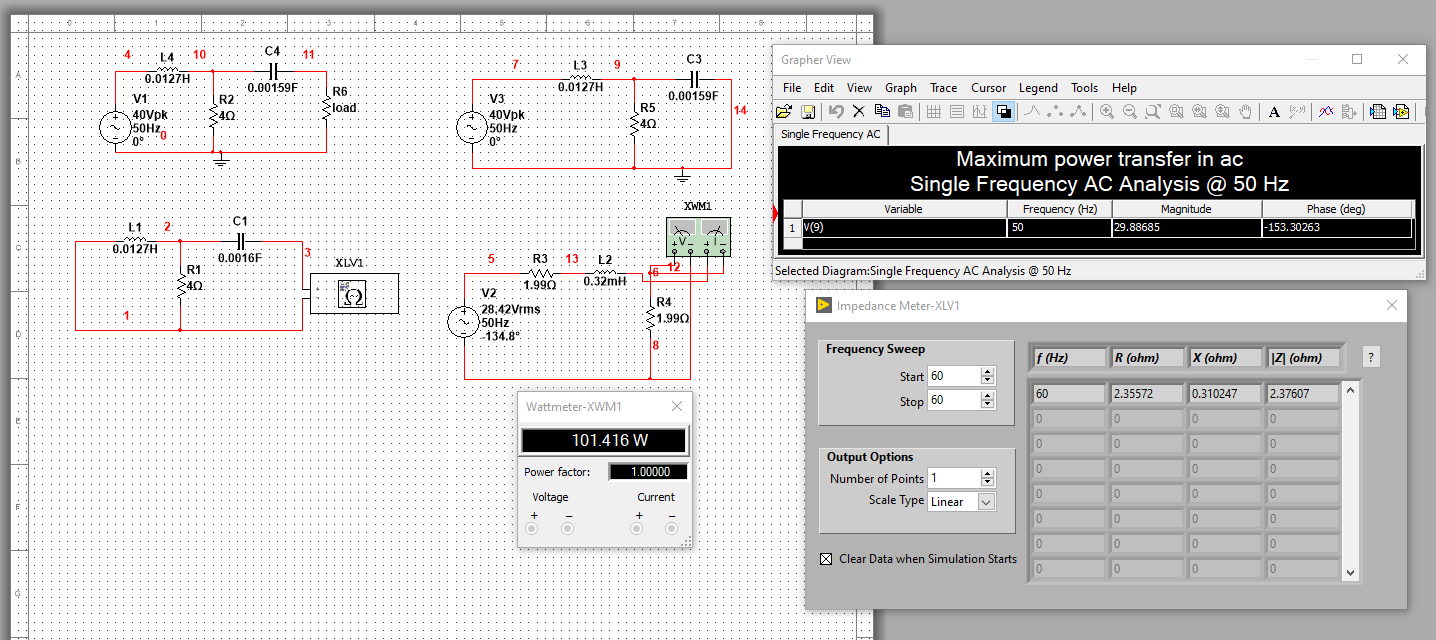 0 1 2 3 4 5 6 7 8
A
B
C
D
E
F
G
4 L4 10 C4 11
0.0127H 0.00159F
V1 R2 R6
40Vpk 4Ω load
50Hz
0° 0
7 L3 9 C3
0.0127H 0.00159F
V3 R5 14
40Vpk 4Ω
50Hz
0°
L1 2 C1
0.0127H 0.0016F 3
R1 XLV1
4Ω
1
XWM1
V I
5 R3 13 L2 6 12
1.99Ω 0.32mH
V2 R4
28.42Vrms 1.99Ω
50Hz
-134.8° 8
Wattmeter-XWM1
101.416 W
Power factor: 1.00000
Voltage Current
+ − + −
Grapher View
File Edit View Graph Trace Cursor Legend Tools Help
Single Frequency AC
Maximum power transfer in ac
Single Frequency AC Analysis @ 50 Hz
Variable Frequency (Hz) Magnitude Phase (deg)
1 V(9) 50 29.88685 -153.30263
Selected Diagram:Single Frequency AC Analysis @ 50 Hz
Impedance Meter-XLV1
Frequency Sweep
Start 60
Stop 60
Output Options
Number of Points 1
Scale Type Linear
Clear Data when Simulation Starts
f (Hz) R (ohm) X (ohm) |Z| (ohm) ?
60 2.35572 0.310247 2.37607
0 0 0 0
0 0 0 0
0 0 0 0
0 0 0 0
0 0 0 0
0 0 0 0
0 0 0 0